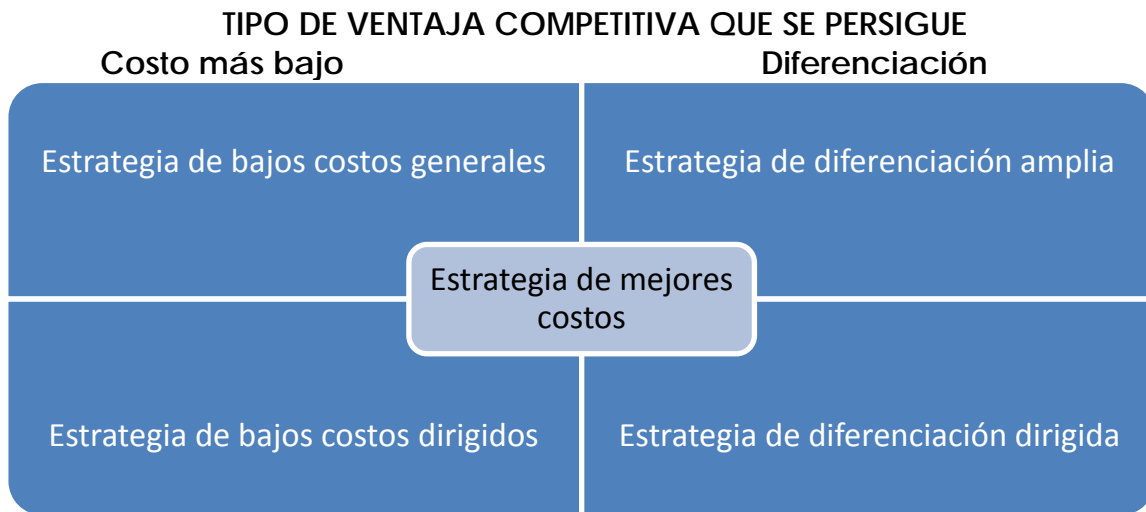 TIPO DE VENTAJA COMPETITIVA QUE SE PERSIGUE
Costo más bajo
Diferenciación
Estrategia de bajos costos generales
Estrategia de diferenciación amplia
Estrategia de mejores
costos
Estrategia de bajos costos dirigidos
Estrategia de diferenciación dirigida